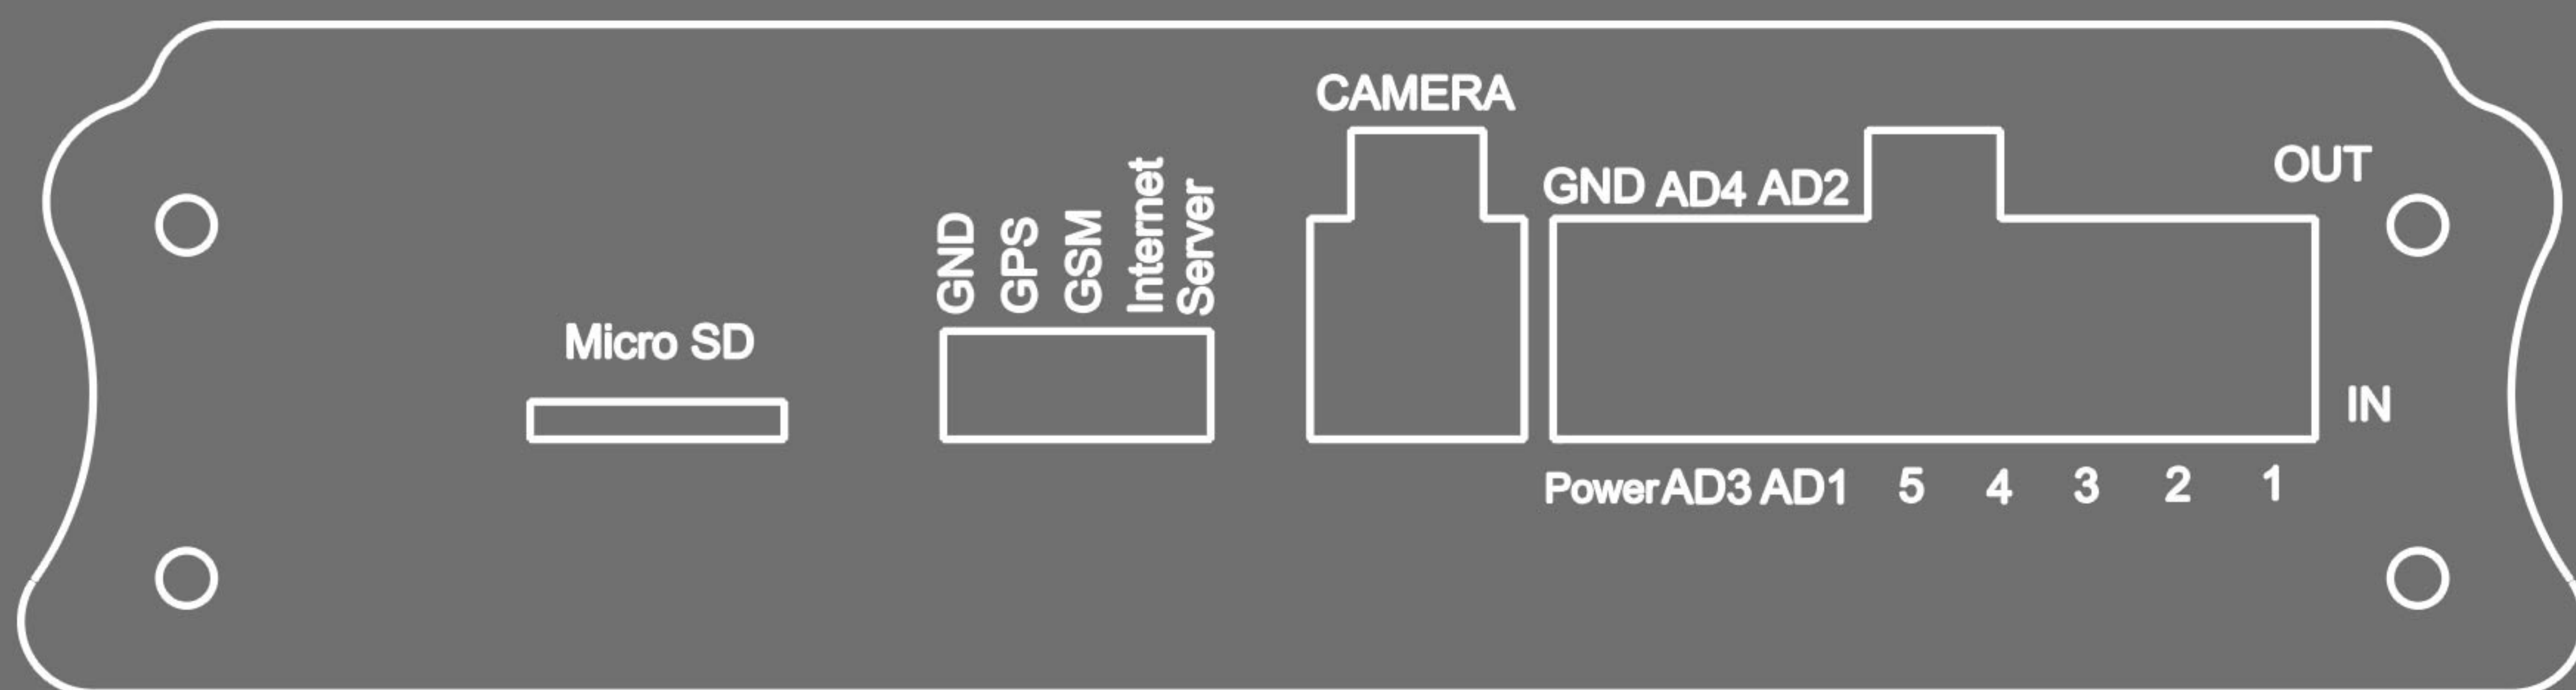 CAMERA
GND AD4 AD2
OUT
GND
GPS
GSM
Internet
Server
Micro SD
IN
Power AD3 AD1 5 4 3 2 1